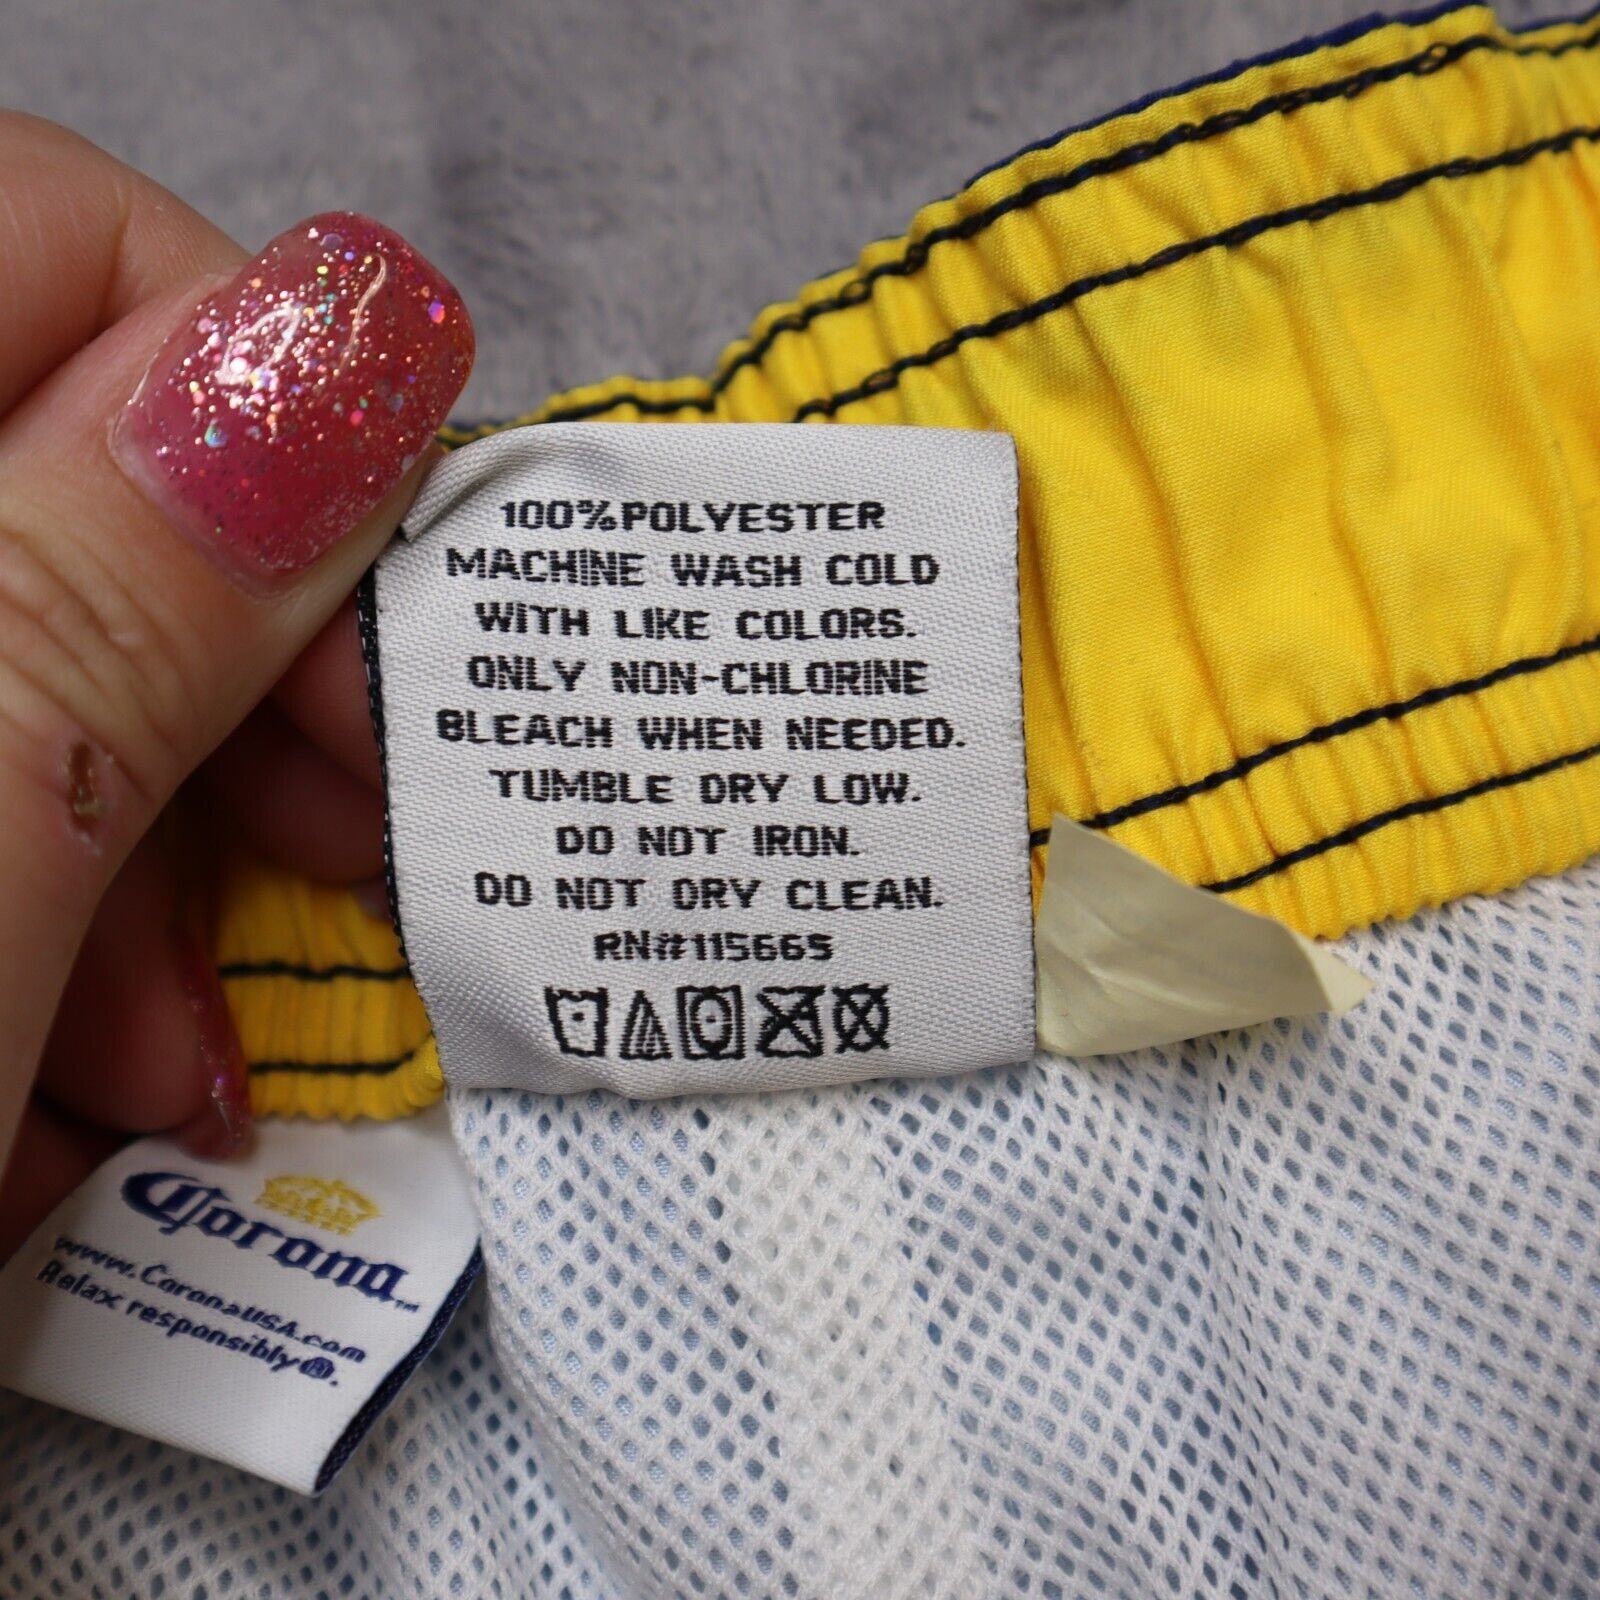 100%POLYESTER
MACHINE WASH COLD
WITH LIKE COLORS.
ONLY NON-CHLORINE
BLEACH WHEN NEEDED.
TUMBLE DRY LOW.
DO NOT IRON.
DO NOT DRY CLEAN.
RN#115665
Corona™
www.CoronaUSA.com
Relax responsibly®.